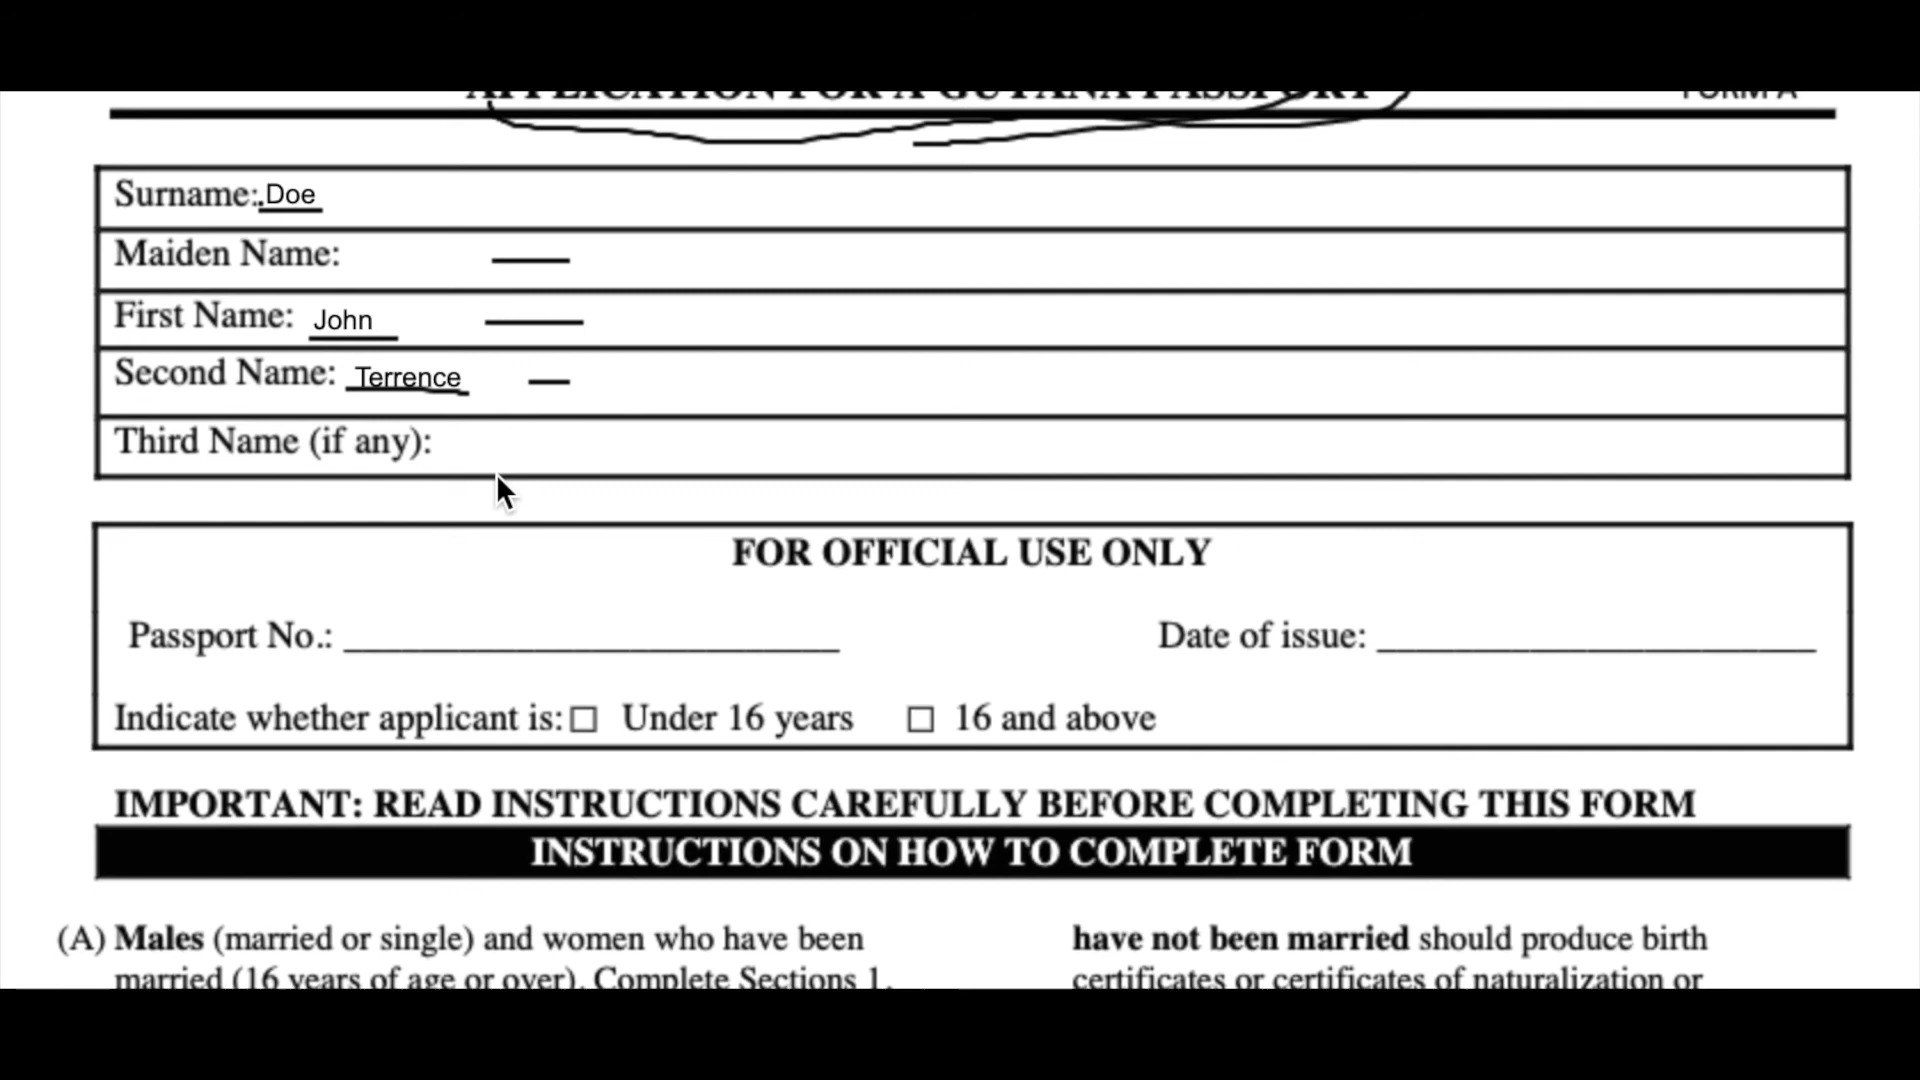 APPLICATION FOR A GUYANA PASSPORT FORM A
Surname: Doe
Maiden Name:
First Name: John
Second Name: Terrence
Third Name (if any):
FOR OFFICIAL USE ONLY
Passport No.: __________________________ Date of issue: _______________________
Indicate whether applicant is: ☐ Under 16 years ☐ 16 and above
IMPORTANT: READ INSTRUCTIONS CAREFULLY BEFORE COMPLETING THIS FORM
INSTRUCTIONS ON HOW TO COMPLETE FORM
(A) Males (married or single) and women who have been
married (16 years of age or over). Complete Sections 1,
have not been married should produce birth
certificates or certificates of naturalization or